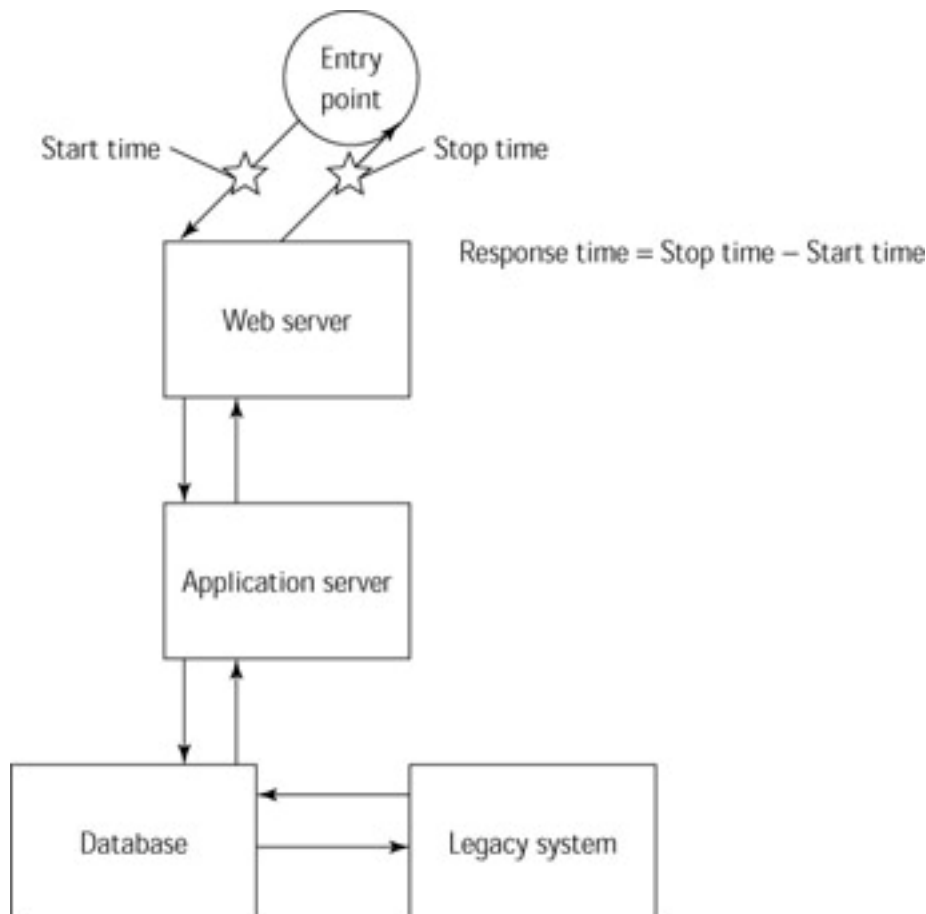 Entry
point
Start time
Stop time
Response time = Stop time – Start time
Web server
Application server
Database
Legacy system